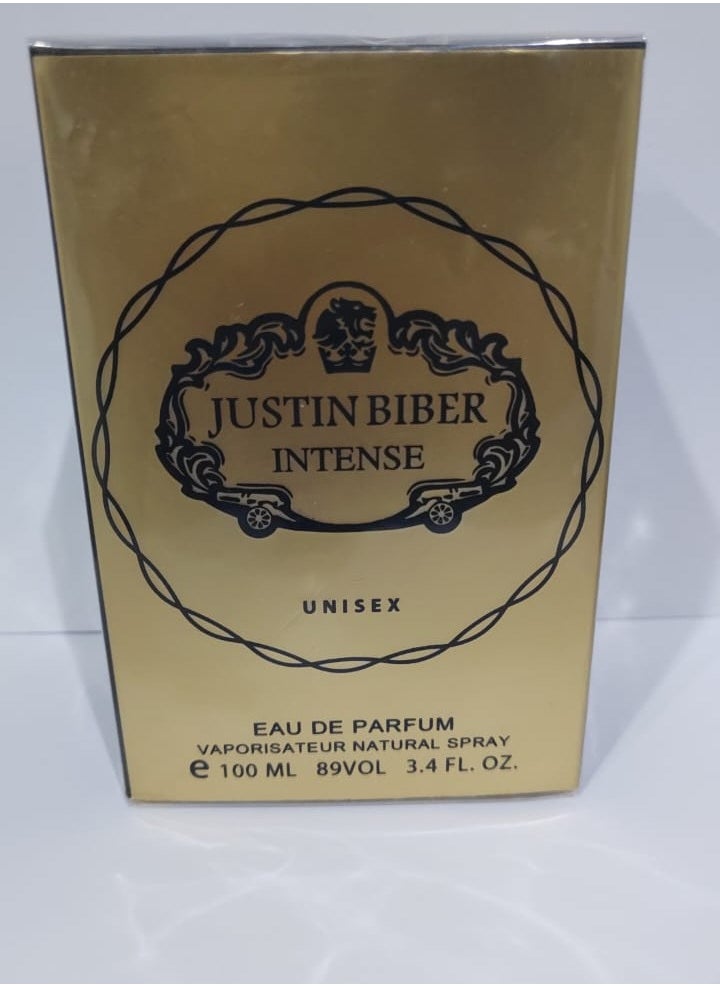 JUSTIN BIBER
INTENSE
UNISEX
EAU DE PARFUM
VAPORISATEUR NATURAL SPRAY
e 100 ML 89VOL 3.4 FL. OZ.